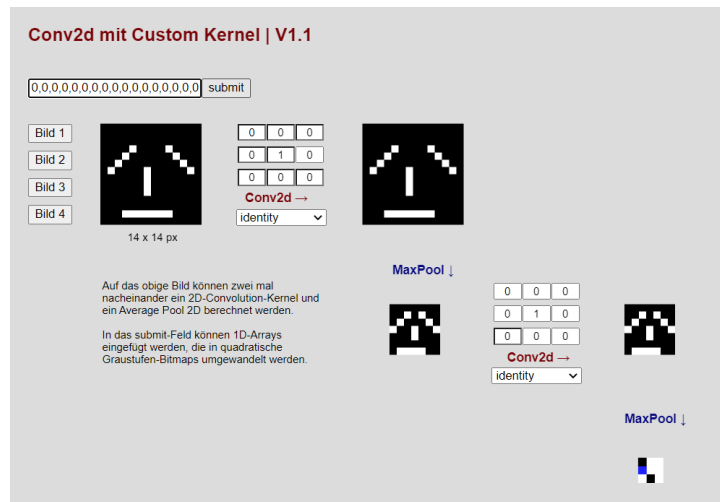 Conv2d mit Custom Kernel | V1.1
0,0,0,0,0,0,0,0,0,0,0,0,0,0,0,0,0 submit
Bild 1
Bild 2
Bild 3
Bild 4
0 0 0
0 1 0
0 0 0
Conv2d →
identity
14 x 14 px
Auf das obige Bild können zwei mal
nacheinander ein 2D-Convolution-Kernel und
ein Average Pool 2D berechnet werden.
In das submit-Feld können 1D-Arrays
eingefügt werden, die in quadratische
Graustufen-Bitmaps umgewandelt werden.
MaxPool ↓
0 0 0
0 1 0
0 0 0
Conv2d →
identity
MaxPool ↓